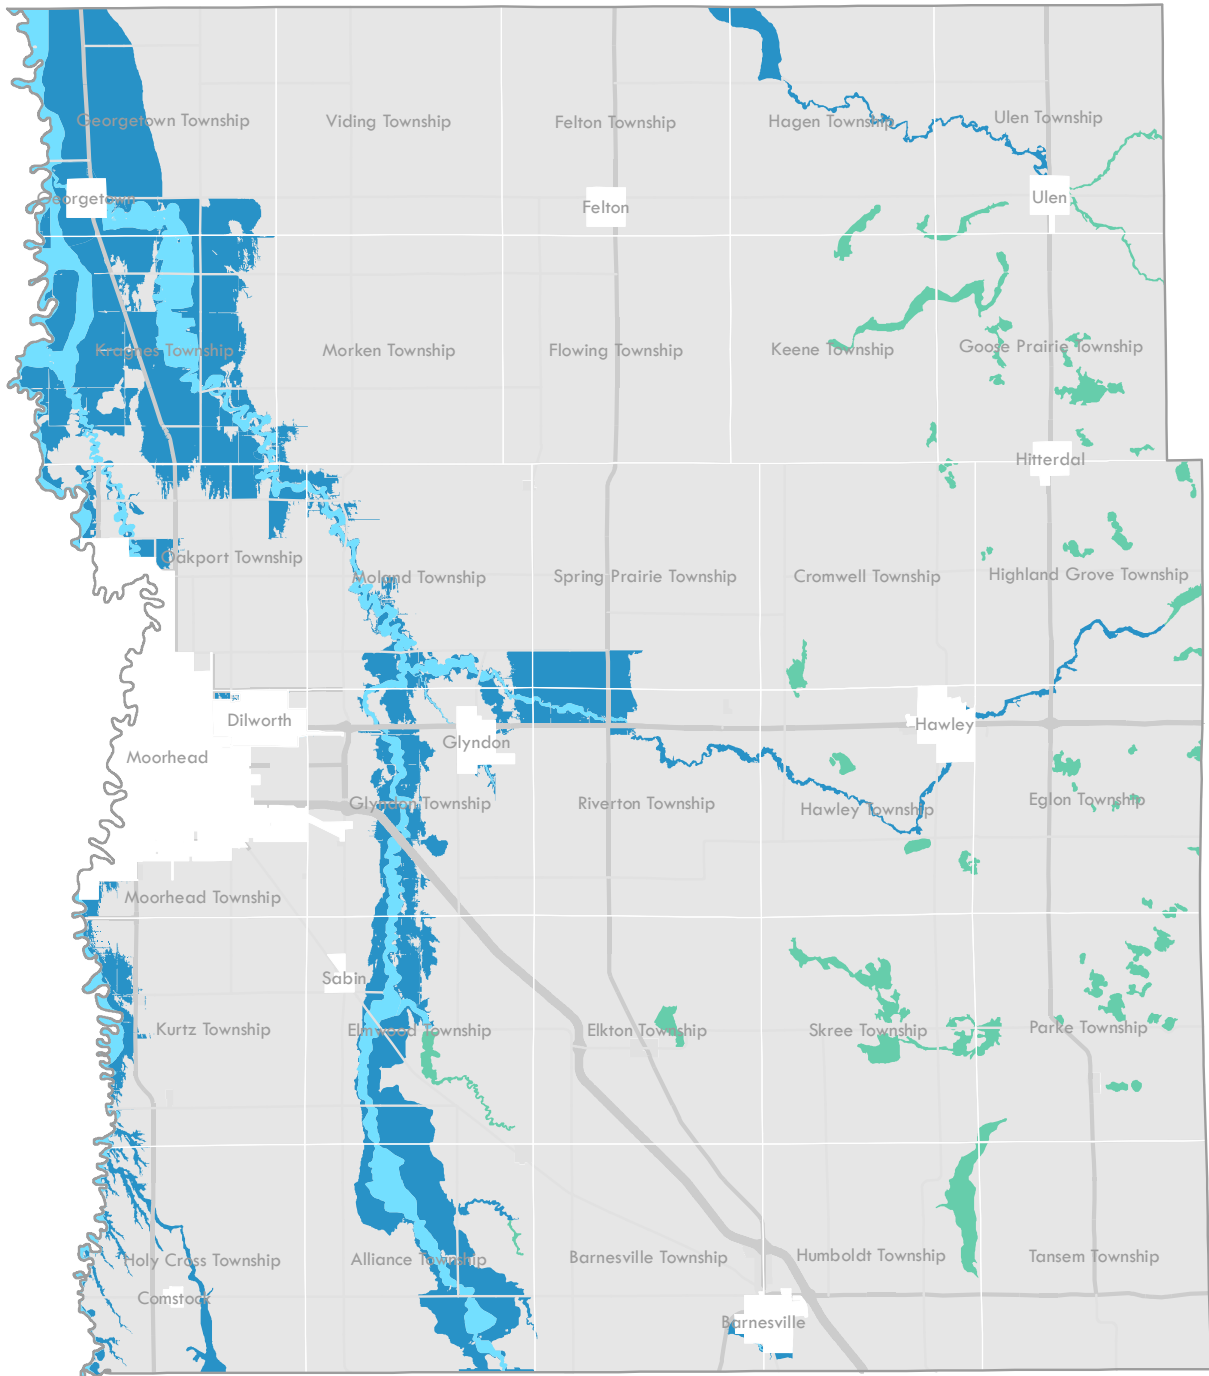 Georgetown Township
Viding Township
Felton Township
Hagen Township
Ulen Township
Georgetown
Felton
Ulen
Kragnes Township
Morken Township
Flowing Township
Keene Township
Goose Prairie Township
Hitterdal
Oakport Township
Moland Township
Spring Prairie Township
Cromwell Township
Highland Grove Township
Dilworth
Glyndon
Hawley
Moorhead
Glyndon Township
Riverton Township
Hawley Township
Eglon Township
Moorhead Township
Sabin
Kurtz Township
Elmwood Township
Elkton Township
Skree Township
Parke Township
Holy Cross Township
Alliance Township
Barnesville Township
Humboldt Township
Tansem Township
Comstock
Barnesville